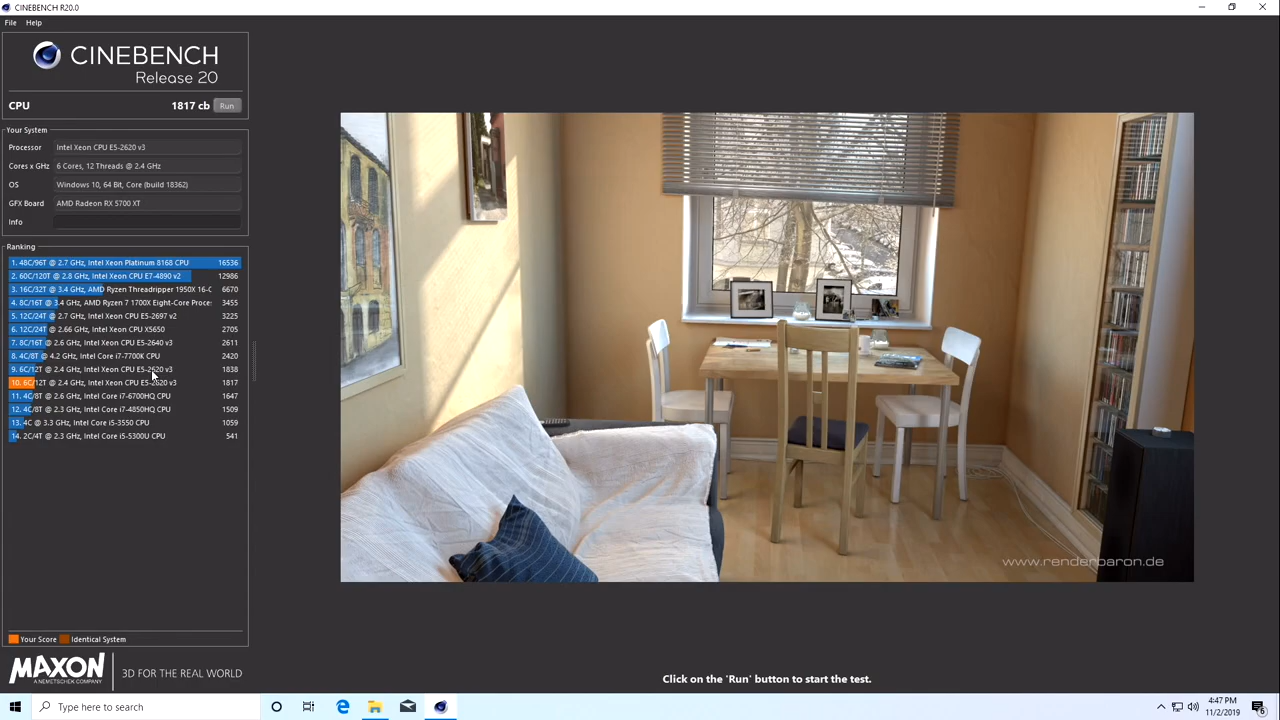 CINEBENCH R20.0
File Help
CINEBENCH
Release 20
CPU 1817 cb Run
Your System
Processor Intel Xeon CPU E5-2620 v3
Cores x GHz 6 Cores, 12 Threads @ 2.4 GHz
OS Windows 10, 64 Bit, Core (build 18362)
GFX Board AMD Radeon RX 5700 XT
Info
Ranking
1. 48C/96T @ 2.7 GHz, Intel Xeon Platinum 8168 CPU 16536
2. 60C/120T @ 2.8 GHz, Intel Xeon CPU E7-4890 v2 12986
3. 16C/32T @ 3.4 GHz, AMD Ryzen Threadripper 1950X 16-C 6670
4. 8C/16T @ 3.4 GHz, AMD Ryzen 7 1700X Eight-Core Proce: 3455
5. 12C/24T @ 2.7 GHz, Intel Xeon CPU E5-2697 v2 3225
6. 12C/24T @ 2.66 GHz, Intel Xeon CPU X5650 2705
7. 8C/16T @ 2.6 GHz, Intel Xeon CPU E5-2640 v3 2611
8. 4C/8T @ 4.2 GHz, Intel Core i7-7700K CPU 2420
9. 6C/12T @ 2.4 GHz, Intel Xeon CPU E5-2620 v3 1838
10. 6C/12T @ 2.4 GHz, Intel Xeon CPU E5-2620 v3 1817
11. 4C/8T @ 2.6 GHz, Intel Core i7-6700HQ CPU 1647
12. 4C/8T @ 2.3 GHz, Intel Core i7-4850HQ CPU 1509
13. 4C @ 3.3 GHz, Intel Core i5-3550 CPU 1059
14. 2C/4T @ 2.3 GHz, Intel Core i5-5300U CPU 541
Your Score Identical System
MAXON
A NEMETSCHEK COMPANY
3D FOR THE REAL WORLD
www.renderbaron.de
Click on the 'Run' button to start the test.
Type here to search
4:47 PM
11/2/2019
6